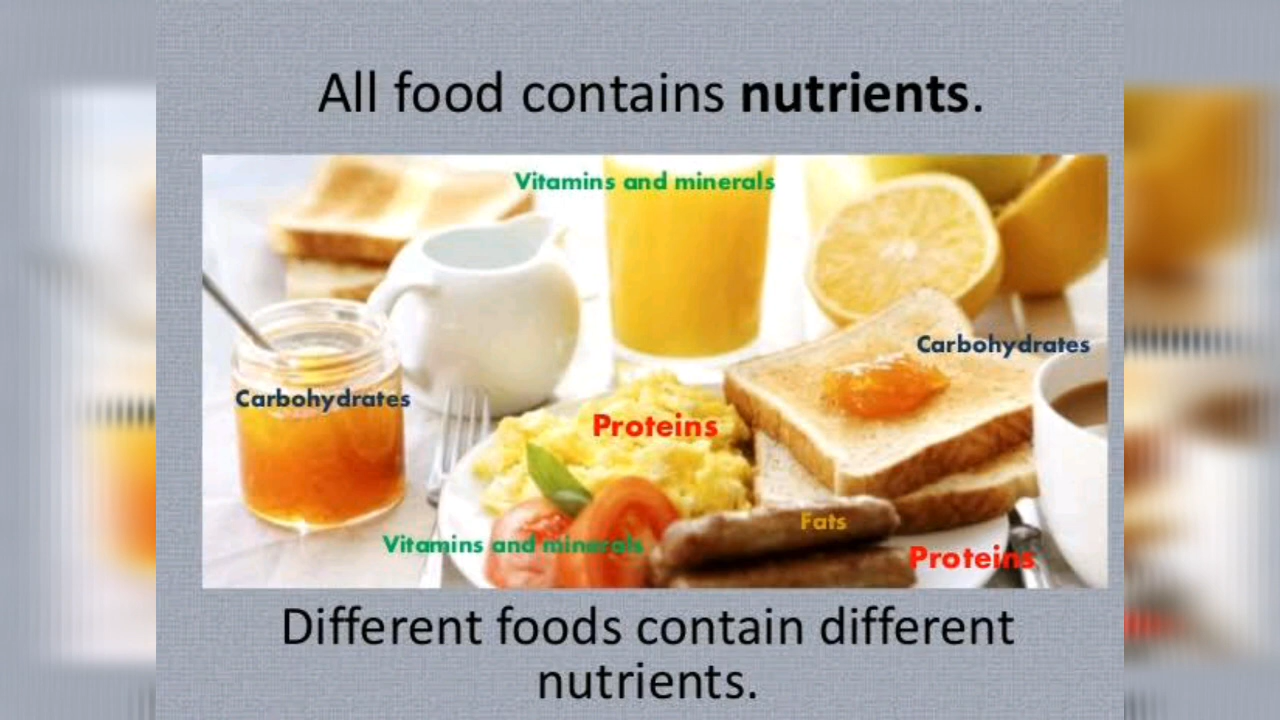 All food contains nutrients.
Vitamins and minerals
Carbohydrates
Carbohydrates
Proteins
Fats
Vitamins and minerals
Proteins
Different foods contain different
nutrients.